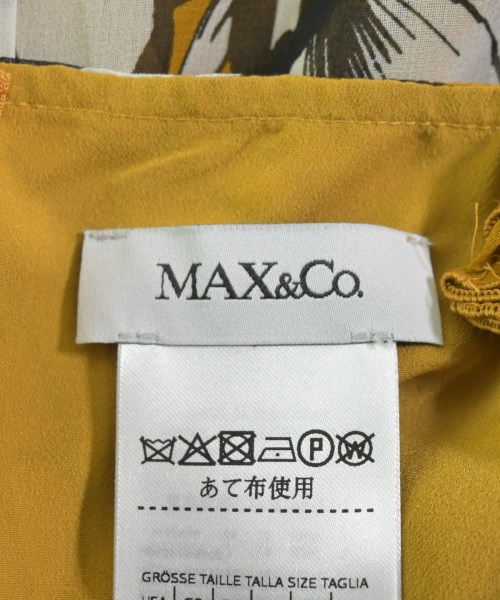 MAX&Co.
P W
あて布使用
GRÖSSE TAILLE TALLA SIZE TAGLIA